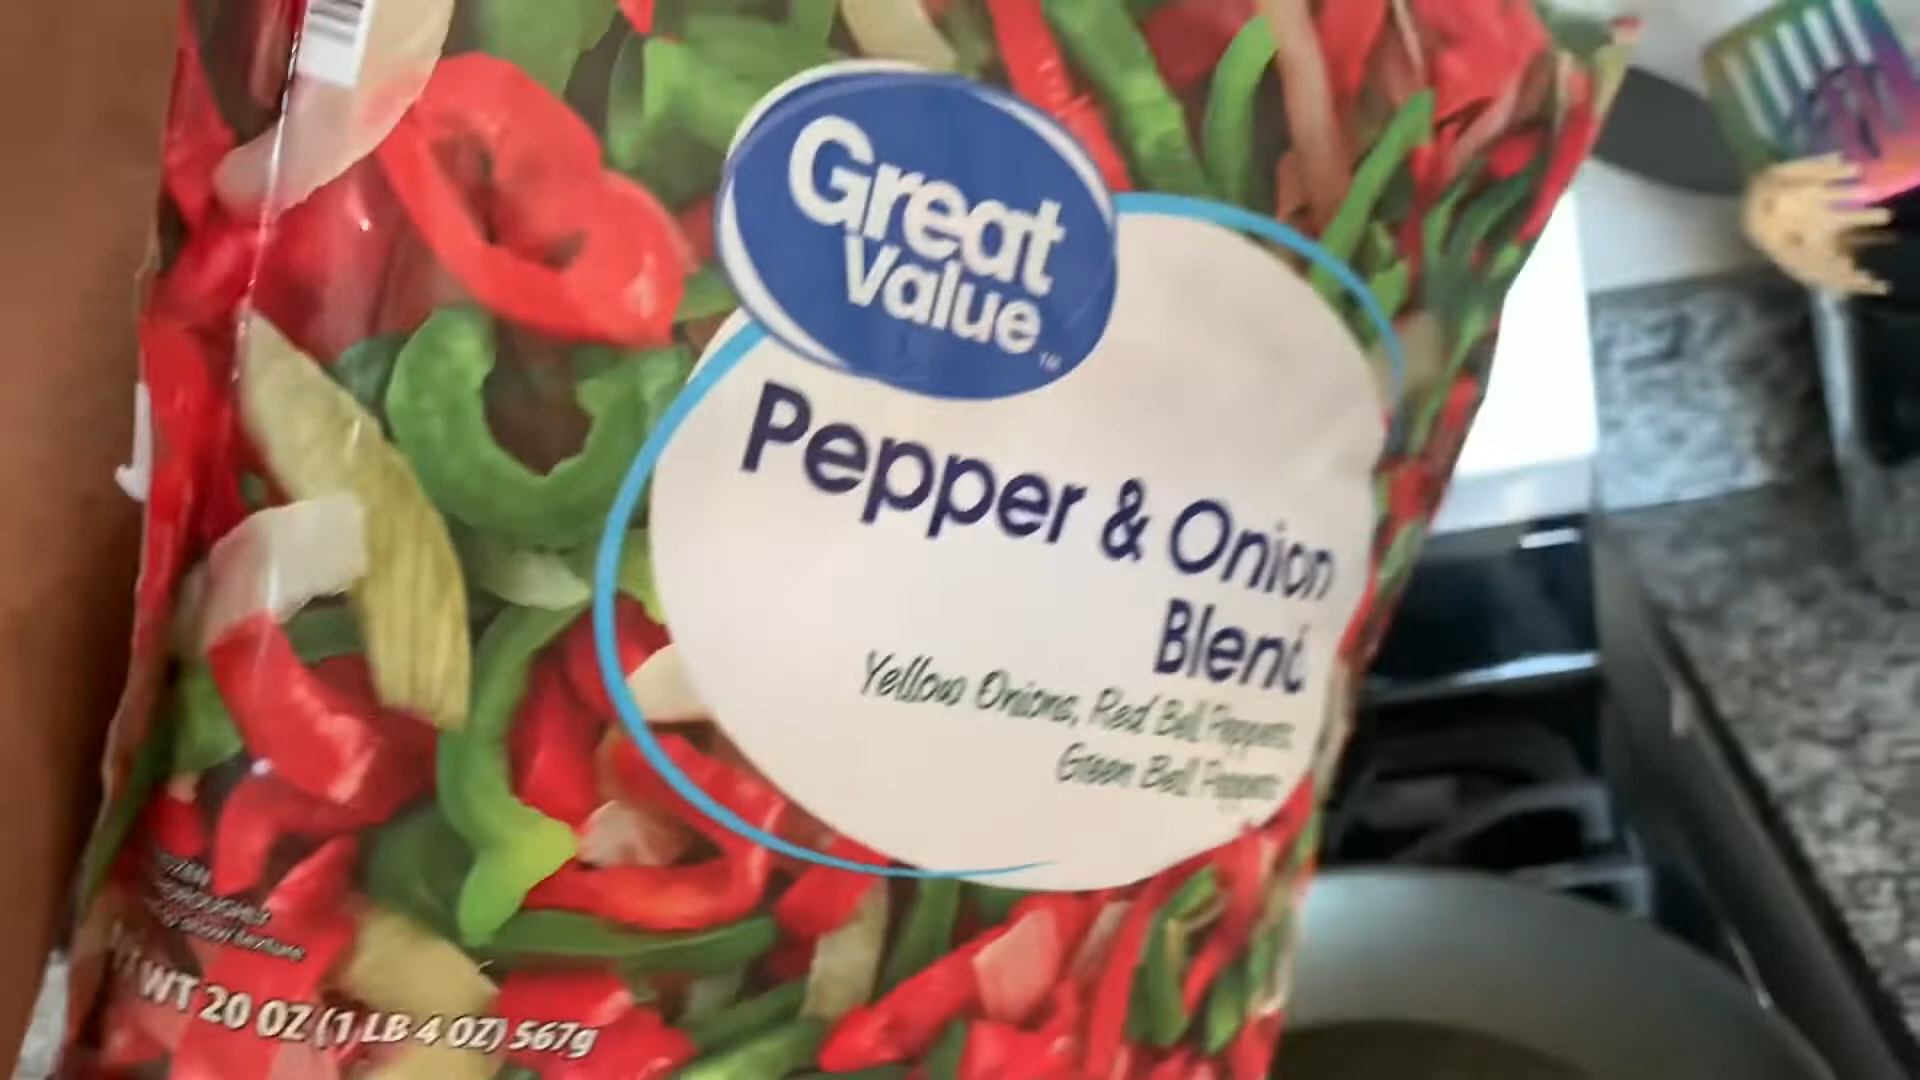 Great
Value
Pepper & Onion
Blend
Yellow Onions, Red Bell Peppers
Green Bell Peppers
WT 20 OZ (1 LB 4 OZ) 567g